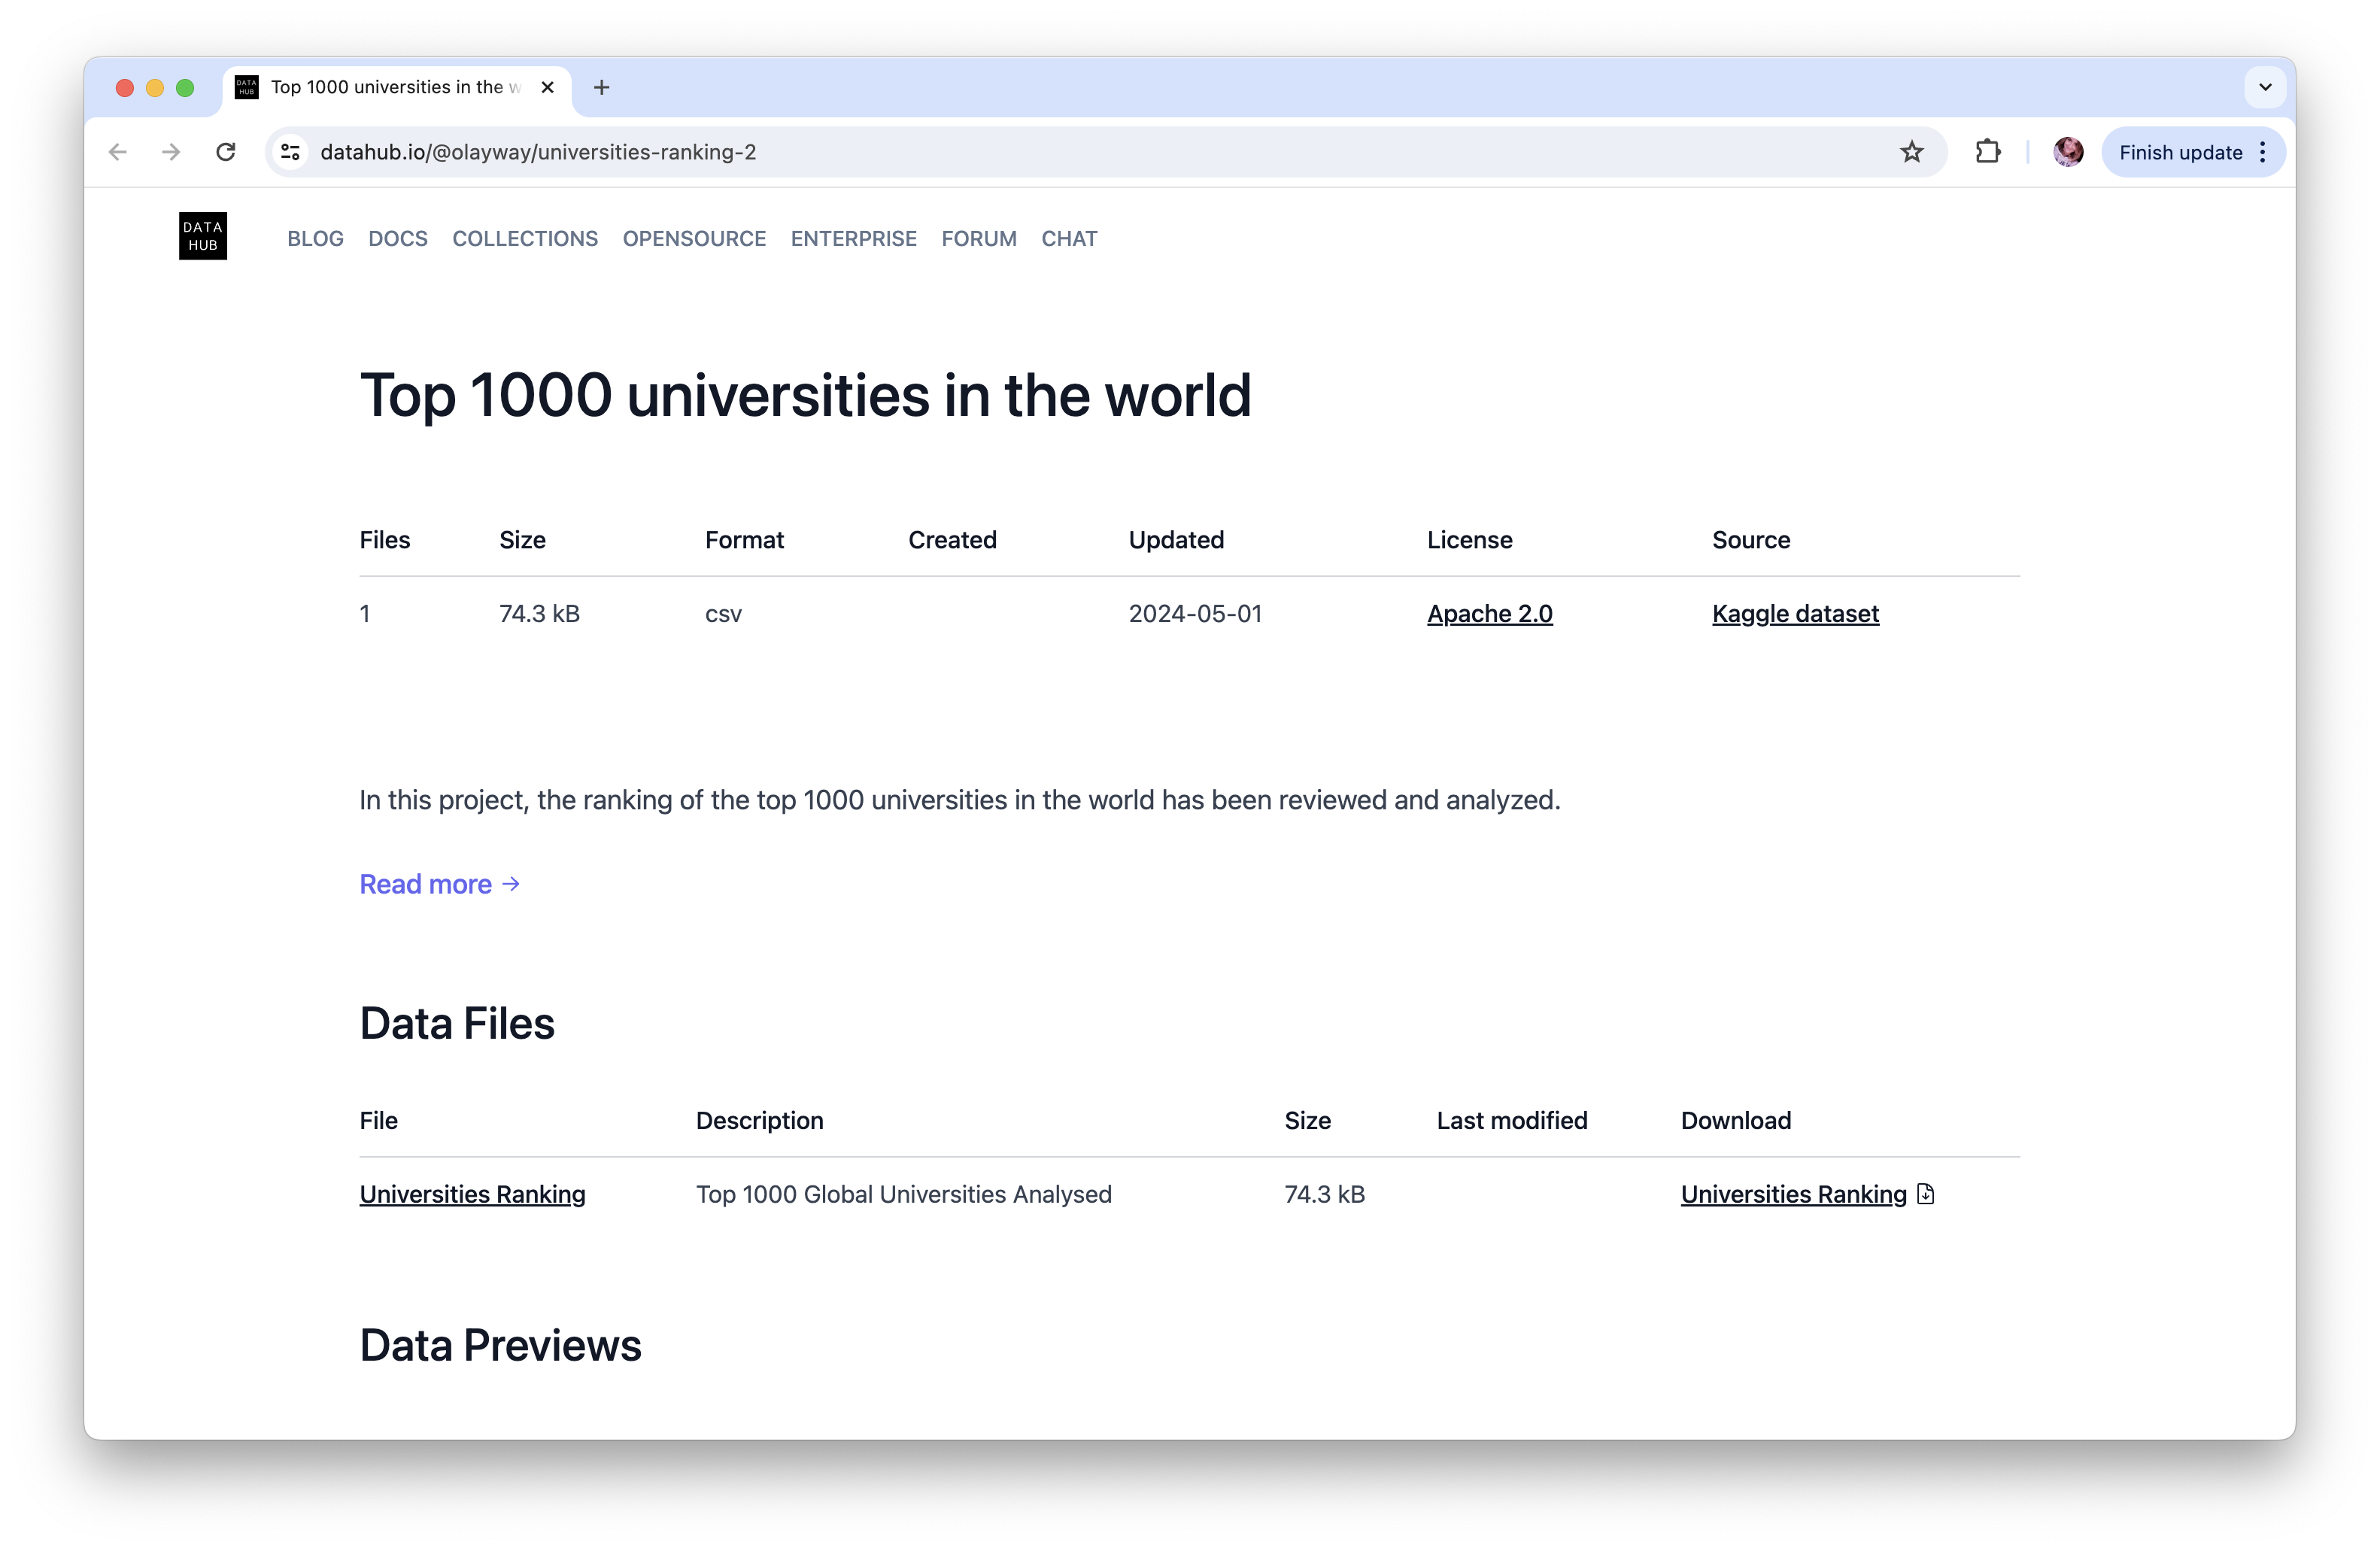 DATA HUB
Top 1000 universities in the w
datahub.io/@olayway/universities-ranking-2
Finish update
DATA
HUB
BLOG DOCS COLLECTIONS OPENSOURCE ENTERPRISE FORUM CHAT
Top 1000 universities in the world
Files Size Format Created Updated License Source
1 74.3 kB csv 2024-05-01 Apache 2.0 Kaggle dataset
In this project, the ranking of the top 1000 universities in the world has been reviewed and analyzed.
Read more →
Data Files
File Description Size Last modified Download
Universities Ranking Top 1000 Global Universities Analysed 74.3 kB Universities Ranking
Data Previews